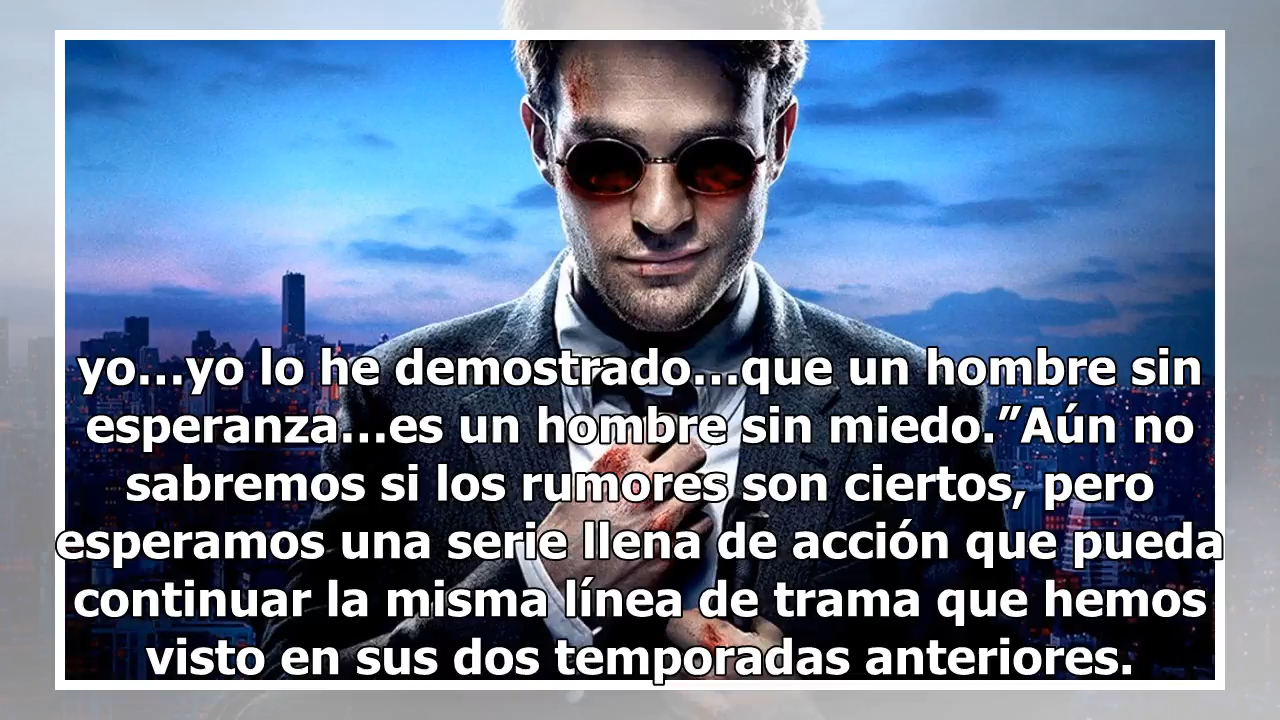 yo...yo lo he demostrado...que un hombre sin
esperanza...es un hombre sin miedo.”Aún no
sabremos si los rumores son ciertos, pero
esperamos una serie llena de acción que pueda
continuar la misma línea de trama que hemos
visto en sus dos temporadas anteriores.